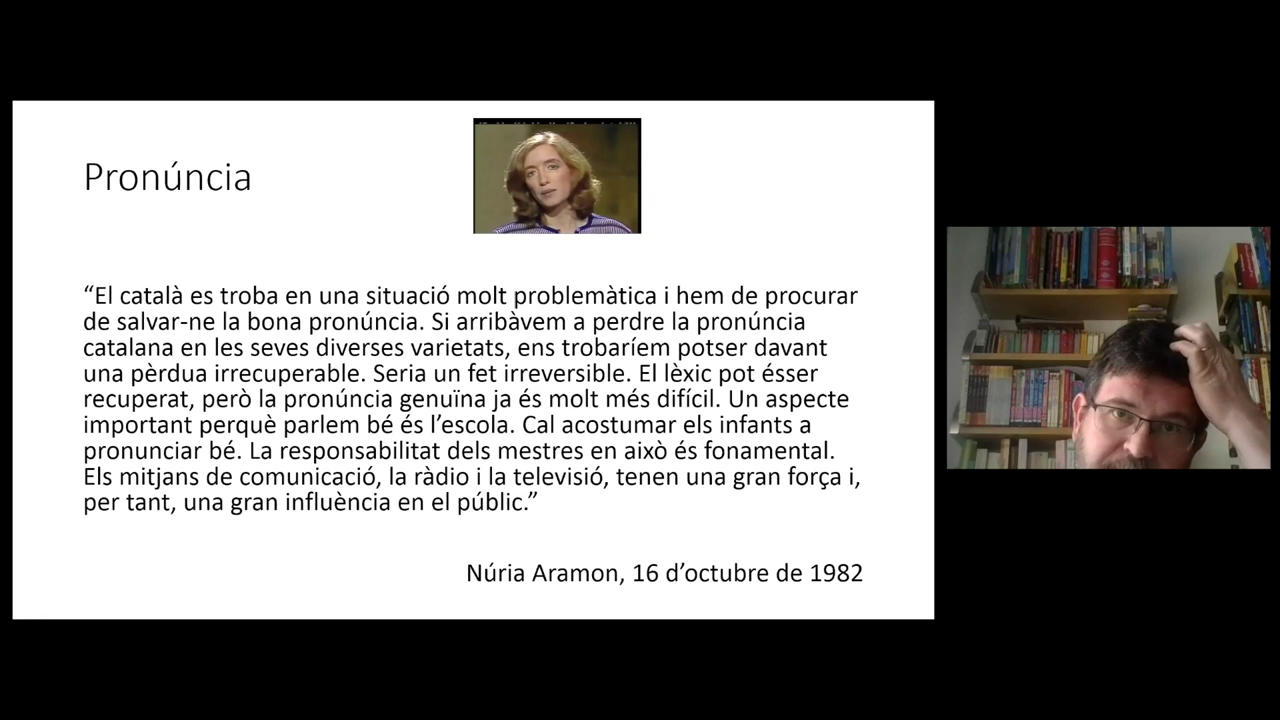 Pronúncia
“El català es troba en una situació molt problemàtica i hem de procurar
de salvar-ne la bona pronúncia. Si arribàvem a perdre la pronúncia
catalana en les seves diverses varietats, ens trobaríem potser davant
una pèrdua irrecuperable. Seria un fet irreversible. El lèxic pot ésser
recuperat, però la pronúncia genuïna ja és molt més difícil. Un aspecte
important perquè parlem bé és l’escola. Cal acostumar els infants a
pronunciar bé. La responsabilitat dels mestres en això és fonamental.
Els mitjans de comunicació, la ràdio i la televisió, tenen una gran força i,
per tant, una gran influència en el públic.”
Núria Aramon, 16 d’octubre de 1982